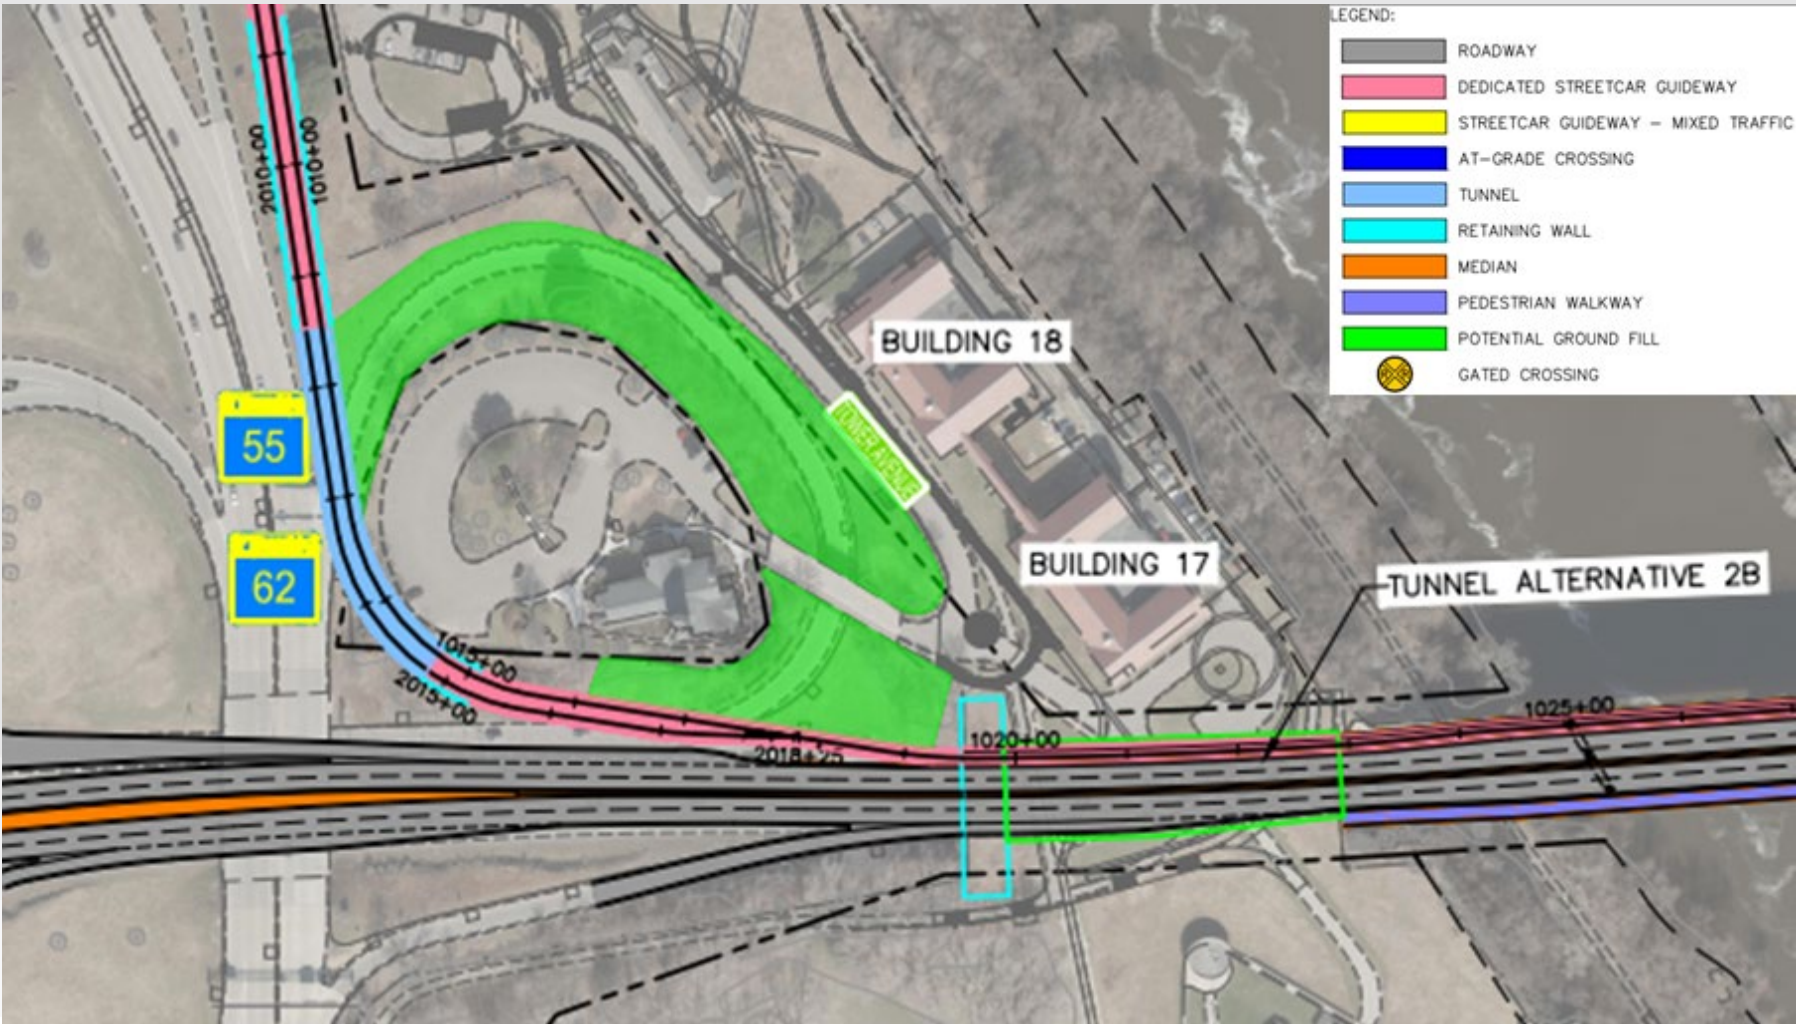 LEGEND:
ROADWAY
DEDICATED STREETCAR GUIDEWAY
STREETCAR GUIDEWAY – MIXED TRAFFIC
AT-GRADE CROSSING
TUNNEL
RETAINING WALL
MEDIAN
PEDESTRIAN WALKWAY
POTENTIAL GROUND FILL
GATED CROSSING
2010+00
1010+00
BUILDING 18
TOWER AVENUE
55
BUILDING 17
62
TUNNEL ALTERNATIVE 2B
1015+00
2015+00
1025+00
1020+00
2018+25